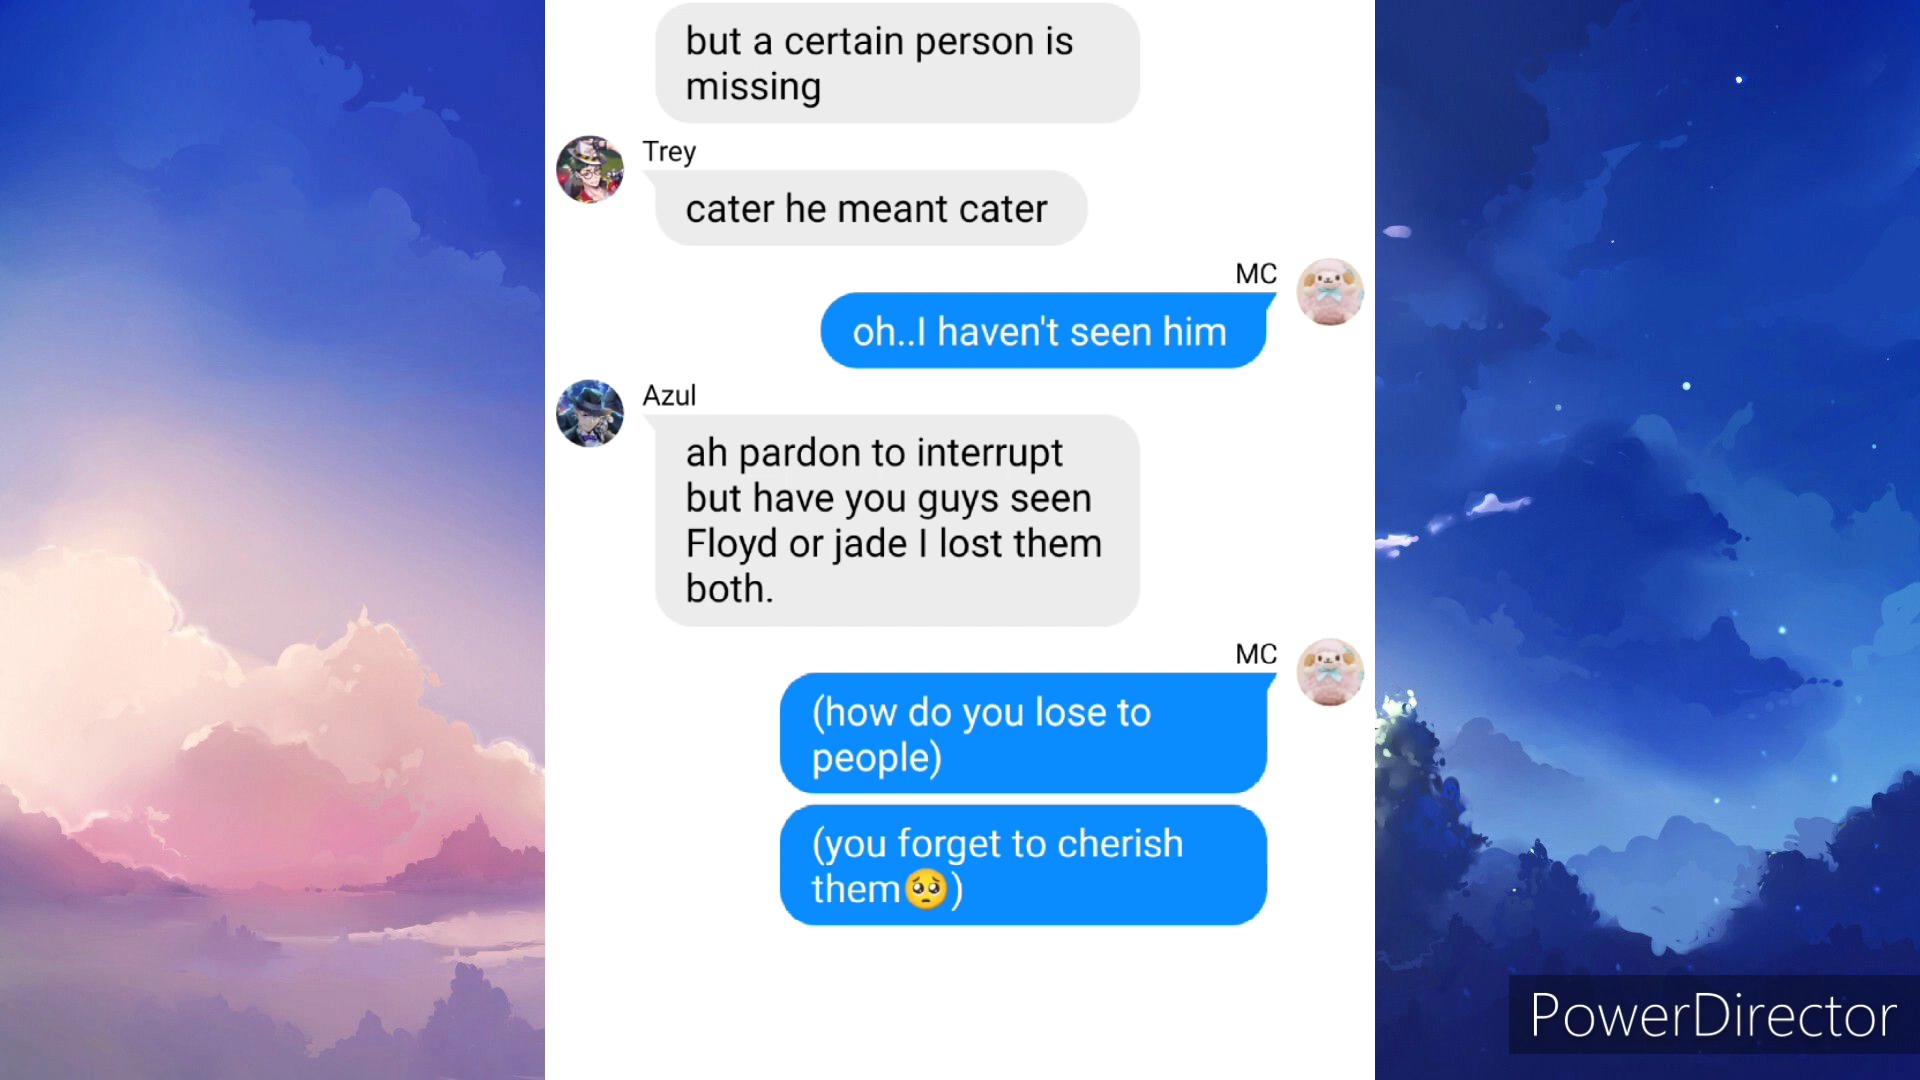 but a certain person is
missing
Trey
cater he meant cater
MC
oh..I haven't seen him
Azul
ah pardon to interrupt
but have you guys seen
Floyd or jade I lost them
both.
MC
(how do you lose to
people)
(you forget to cherish
them🥺)
PowerDirector